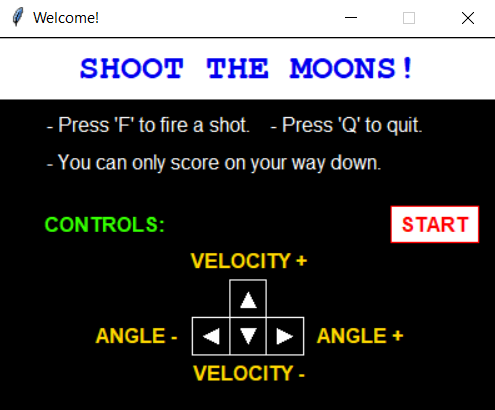 Welcome!
SHOOT THE MOONS!
- Press 'F' to fire a shot. - Press 'Q' to quit.
- You can only score on your way down.
CONTROLS:
START
VELOCITY +
ANGLE -
ANGLE +
VELOCITY -